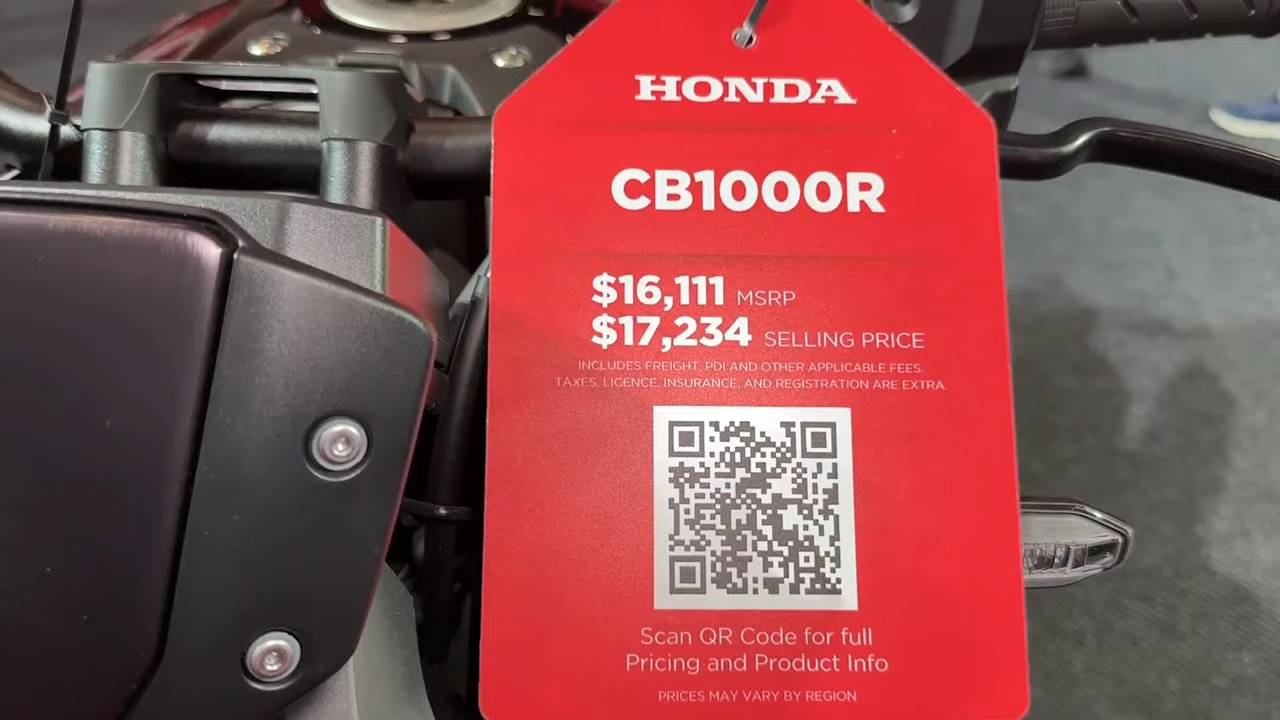 HONDA
CB1000R
$16,111 MSRP
$17,234 SELLING PRICE
INCLUDES FREIGHT, PDI AND OTHER APPLICABLE FEES.
TAXES, LICENCE, INSURANCE, AND REGISTRATION ARE EXTRA.
Scan QR Code for full
Pricing and Product Info
PRICES MAY VARY BY REGION